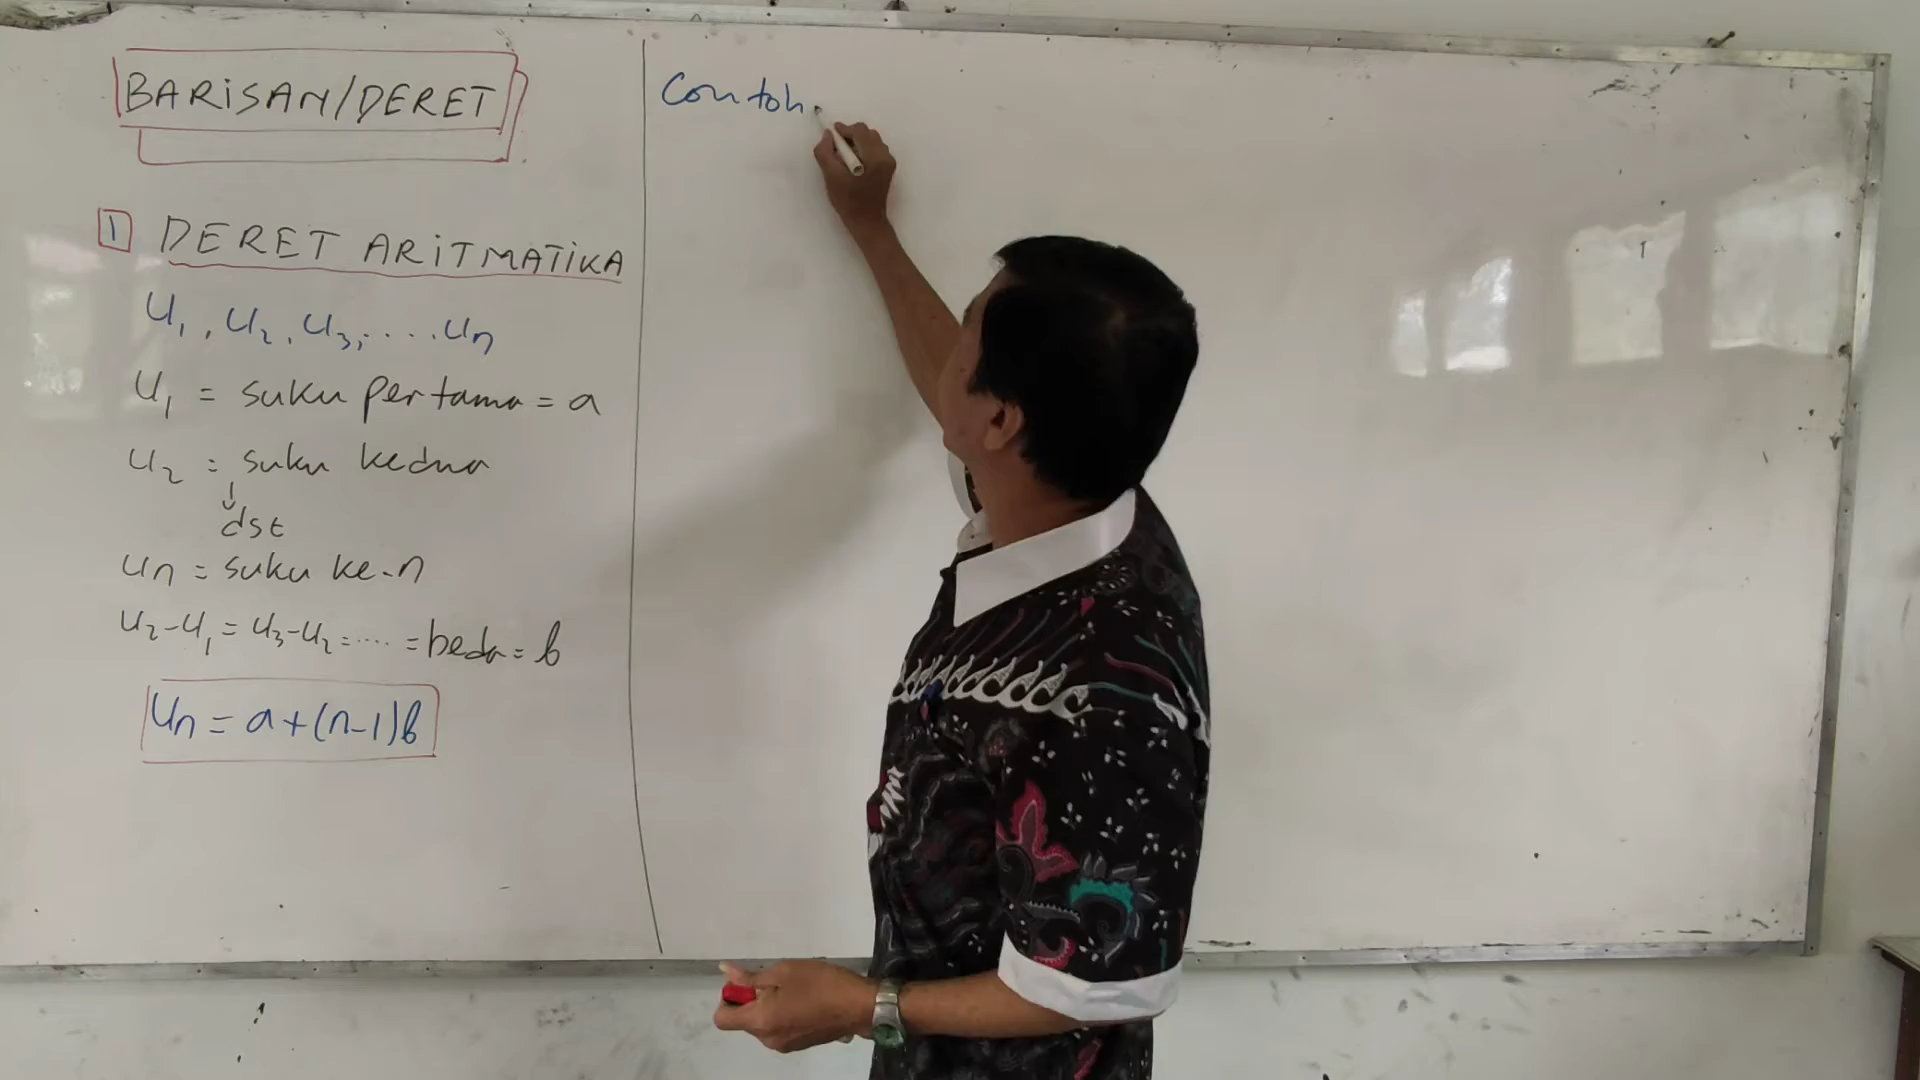 BARISAN/DERET
1 DERET ARITMATIKA
U1, U2, U3, .... Un
U1 = suku pertama = a
U2 = suku kedua
↓
dst
Un = suku ke-n
U2-U1 = U3-U2 = .... = beda = b
Un = a+(n-1)b
Contoh